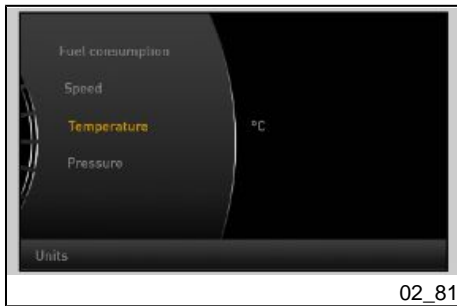 Fuel consumption
Speed
Temperature
°C
Pressure
Units
02_81